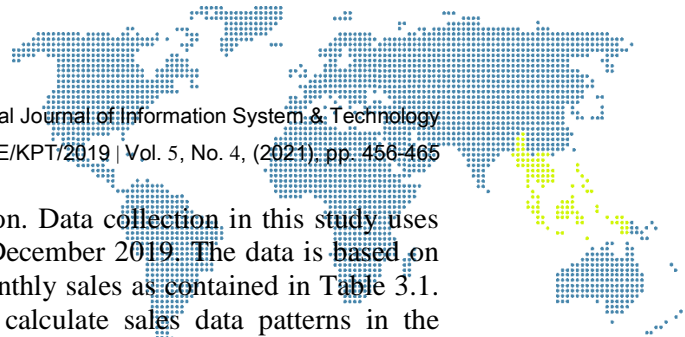 al Journal of Information System & Technology
E/KPT/2019 | Vol. 5, No. 4, (2021), pp. 456-465
on. Data collection in this study uses
December 2019. The data is based on
nthly sales as contained in Table 3.1.
calculate sales data patterns in the